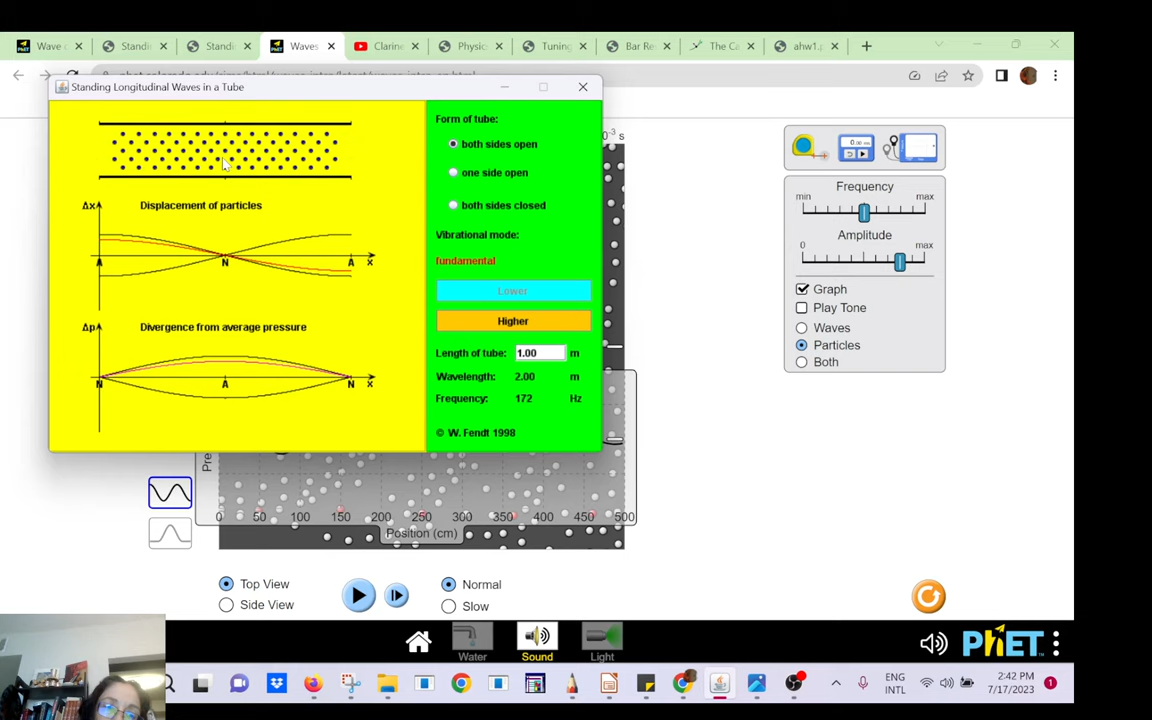 Wave
Standin
Standin
Waves
Clarine
Physic
Tuning
Bar Re
The Ca
ahw1.p
Standing Longitudinal Waves in a Tube
Δx
Displacement of particles
A
N
A
x
Δp
Divergence from average pressure
N
A
N
x
Form of tube:
both sides open
one side open
both sides closed
Vibrational mode:
fundamental
Lower
Higher
Length of tube: 1.00 m
Wavelength: 2.00 m
Frequency: 172 Hz
© W. Fendt 1998
Frequency
min max
Amplitude
0 max
Graph
Play Tone
Waves
Particles
Both
0 50 100 150 200 250 300 350 400 450 500
Position (cm)
Top View
Side View
Normal
Slow
Water
Sound
Light
PhET
ENG
INTL
2:42 PM
7/17/2023
1